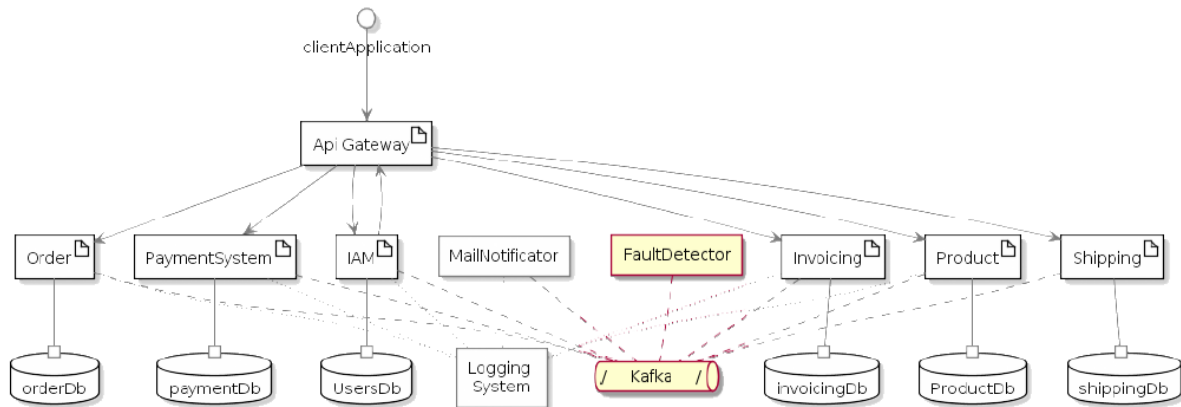 clientApplication
Api Gateway
Order
PaymentSystem
IAM
MailNotificator
FaultDetector
Invoicing
Product
Shipping
Logging
System
/ Kafka /
orderDb
paymentDb
UsersDb
invoicingDb
ProductDb
shippingDb